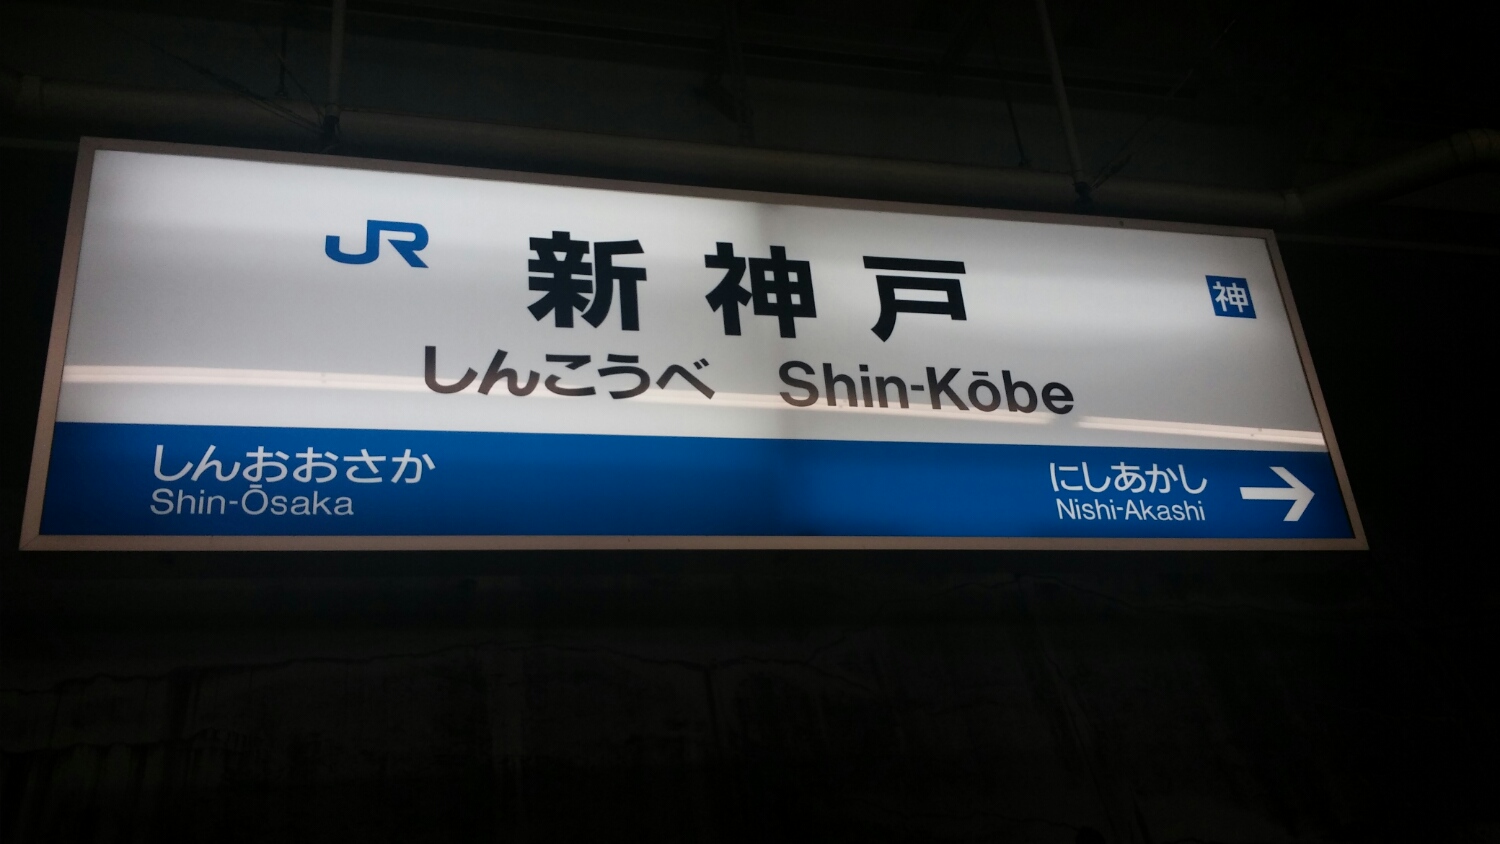 JR 新神戸 神
しんこうべ Shin-Kōbe
しんおおさか にしあかし →
Shin-Ōsaka Nishi-Akashi